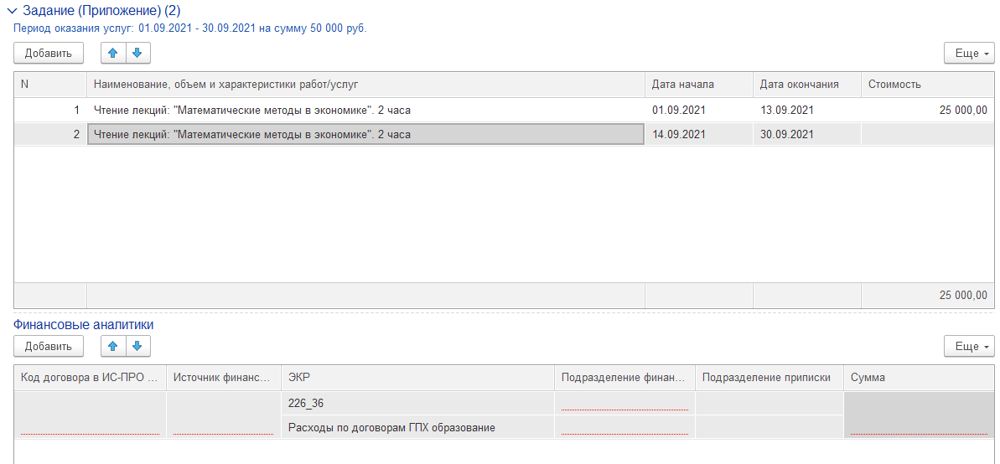 Задание (Приложение) (2)
Период оказания услуг: 01.09.2021 - 30.09.2021 на сумму 50 000 руб.
Добавить Еще
N Наименование, объем и характеристики работ/услуг Дата начала Дата окончания Стоимость
1 Чтение лекций: "Математические методы в экономике". 2 часа 01.09.2021 13.09.2021 25 000,00
2 Чтение лекций: "Математические методы в экономике". 2 часа 14.09.2021 30.09.2021
25 000,00
Финансовые аналитики
Добавить Еще
Код договора в ИС-ПРО ... Источник финанс... ЭКР Подразделение финан... Подразделение приписки Сумма
226_36
Расходы по договорам ГПХ образование